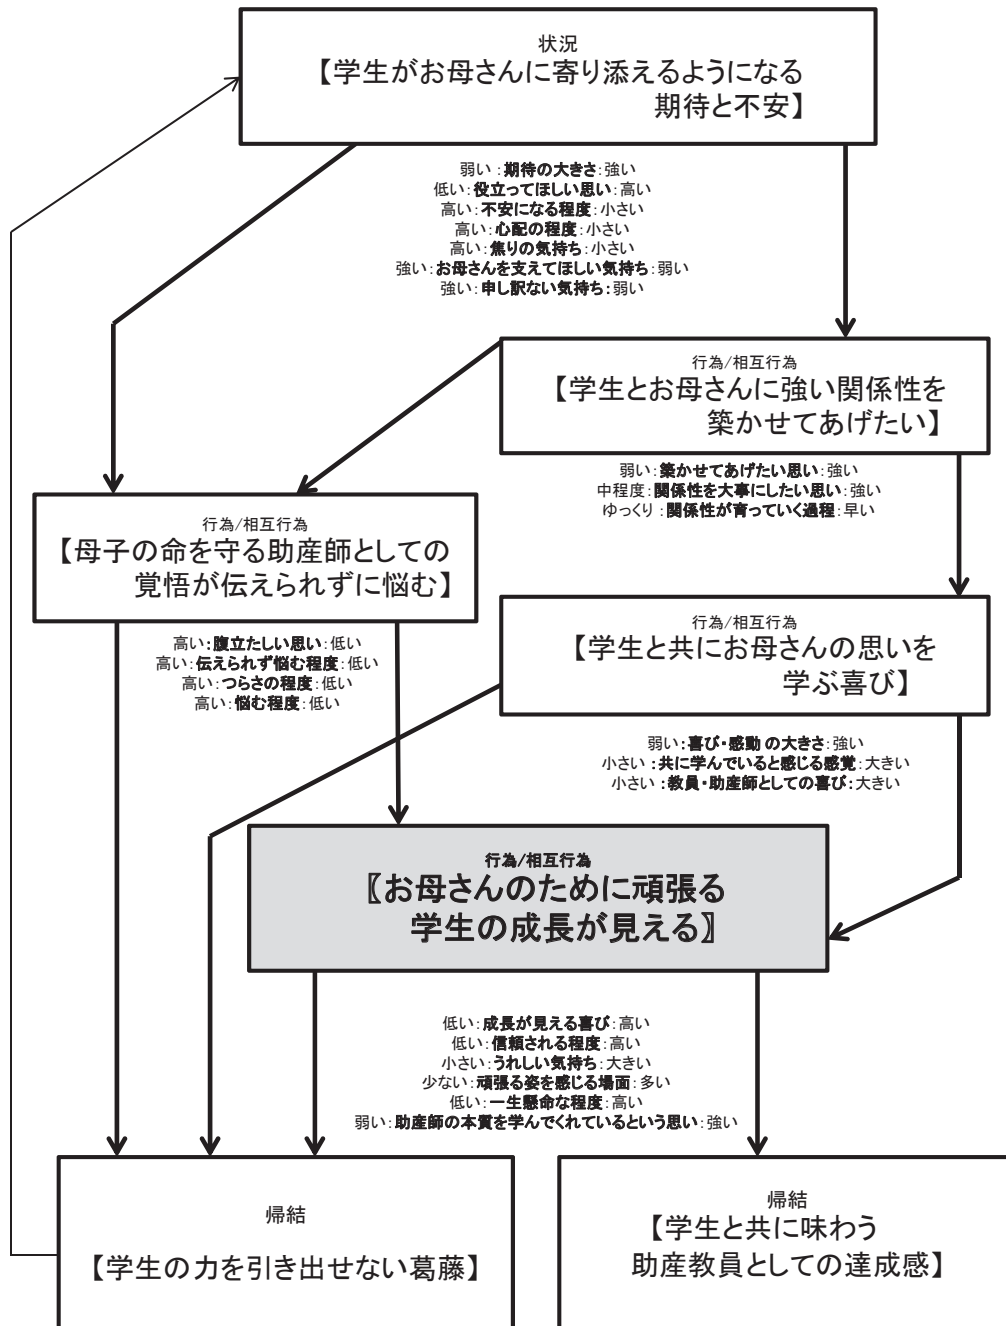 状況
【学生がお母さんに寄り添えるようになる
期待と不安】
弱い:期待の大きさ:強い
低い:役立ってほしい思い:高い
高い:不安になる程度:小さい
高い:心配の程度:小さい
高い:焦りの気持ち:小さい
強い:お母さんを支えてほしい気持ち:弱い
強い:申し訳ない気持ち:弱い
行為/相互行為
【学生とお母さんに強い関係性を
築かせてあげたい】
弱い:築かせてあげたい思い:強い
中程度:関係性を大事にしたい思い:強い
ゆっくり:関係性が育っていく過程:早い
行為/相互行為
【母子の命を守る助産師としての
覚悟が伝えられずに悩む】
高い:腹立たしい思い:低い
高い:伝えられず悩む程度:低い
高い:つらさの程度:低い
高い:悩む程度:低い
行為/相互行為
【学生と共にお母さんの思いを
学ぶ喜び】
弱い:喜び・感動の大きさ:強い
小さい:共に学んでいると感じる感覚:大きい
小さい:教員・助産師としての喜び:大きい
行為/相互行為
〖お母さんのために頑張る
学生の成長が見える〗
低い:成長が見える喜び:高い
低い:信頼される程度:高い
小さい:うれしい気持ち:大きい
少ない:頑張る姿を感じる場面:多い
低い:一生懸命な程度:高い
弱い:助産師の本質を学んでくれているという思い:強い
帰結
【学生の力を引き出せない葛藤】
帰結
【学生と共に味わう
助産教員としての達成感】